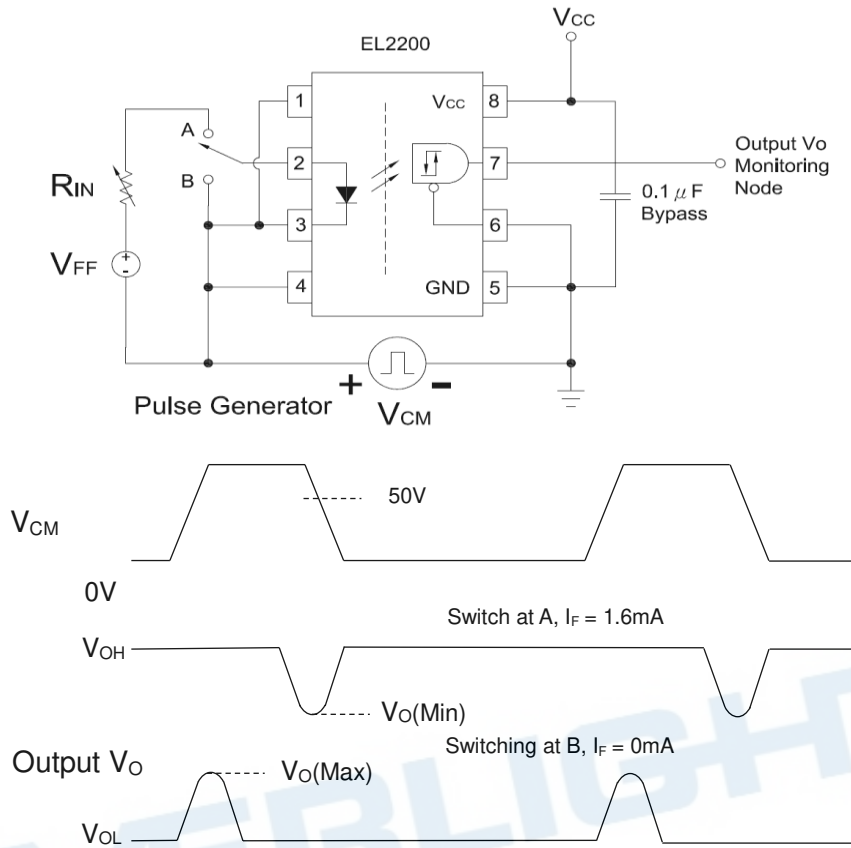 VCC
EL2200
1
VCC
8
A
2
7
Output Vo
Monitoring
Node
B
RIN
0.1 μF
Bypass
3
6
VFF
+
-
4
GND
5
+
-
Pulse Generator
VCM
50V
VCM
0V
Switch at A, IF = 1.6mA
VOH
VO(Min)
Switching at B, IF = 0mA
Output VO
VO(Max)
VOL
EVERLIGHT